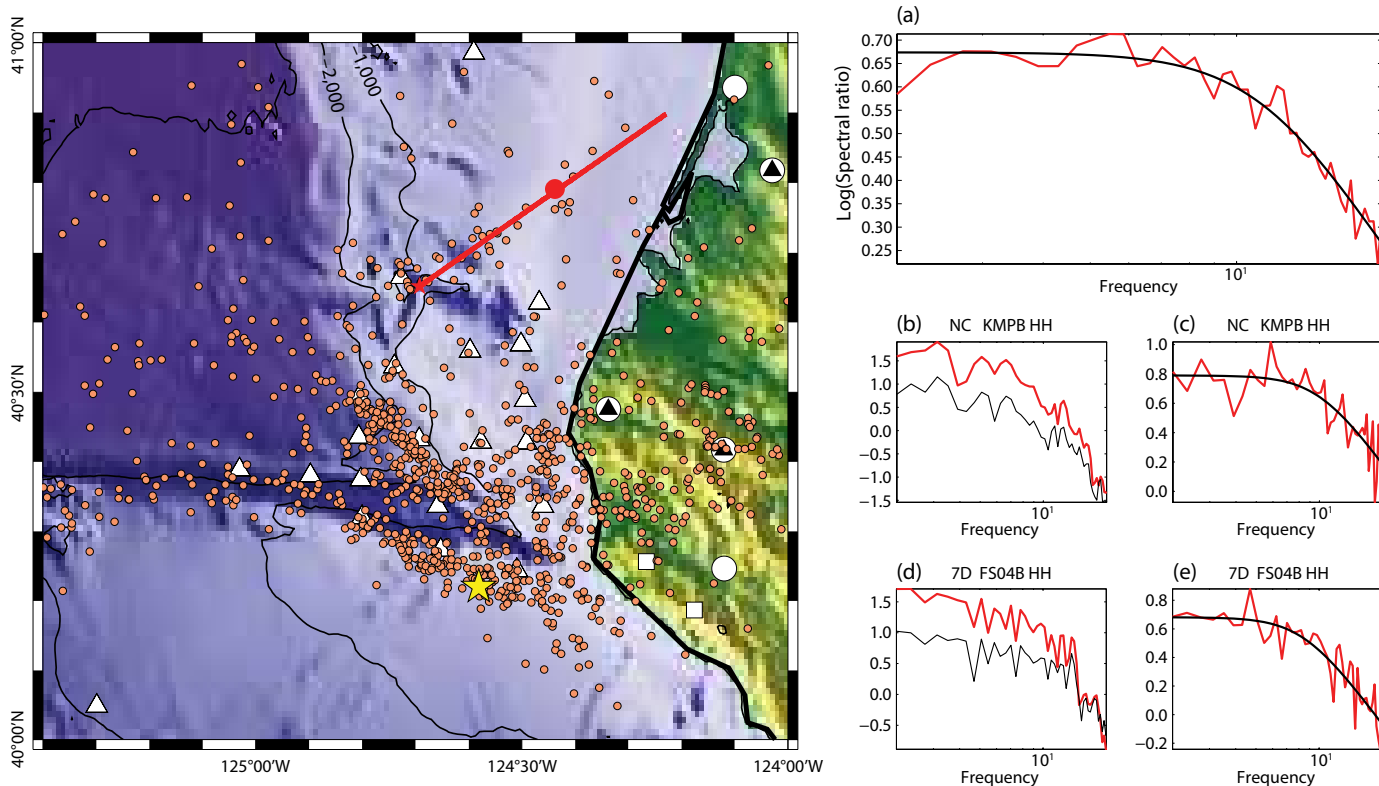 41°00'N
40°30'N
40°00'N
125°00'W
124°30'W
124°00'W
−2,000
−1,000
(a)
Log(Spectral ratio)
0.70
0.65
0.60
0.55
0.50
0.45
0.40
0.35
0.30
0.25
10¹
Frequency
(b) NC KMPB HH
1.5
1.0
0.5
0.0
−0.5
−1.0
−1.5
10¹
Frequency
(c) NC KMPB HH
1.0
0.8
0.6
0.4
0.2
0.0
10¹
Frequency
(d) 7D FS04B HH
1.5
1.0
0.5
0.0
−0.5
10¹
Frequency
(e) 7D FS04B HH
0.8
0.6
0.4
0.2
0.0
−0.2
10¹
Frequency